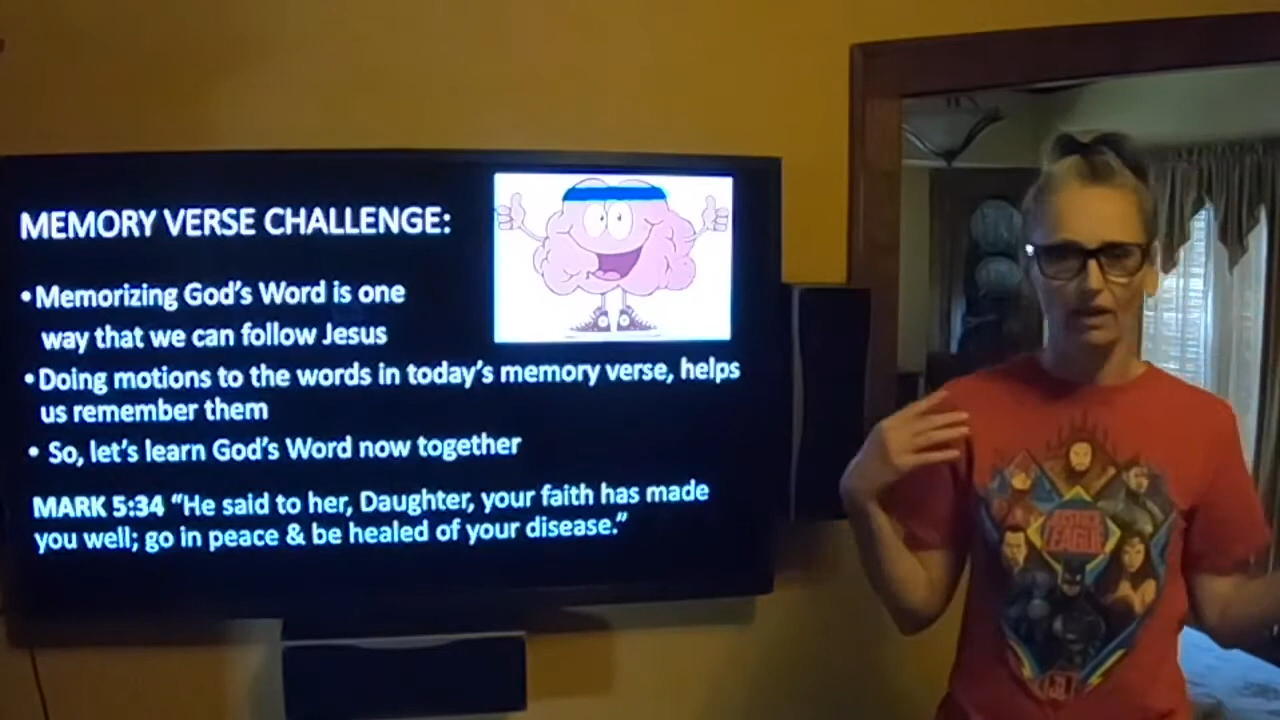 MEMORY VERSE CHALLENGE:
•Memorizing God's Word is one
way that we can follow Jesus
•Doing motions to the words in today's memory verse, helps
us remember them
• So, let's learn God's Word now together
MARK 5:34 “He said to her, Daughter, your faith has made
you well; go in peace & be healed of your disease.”
JUSTICE
LEAGUE
JL